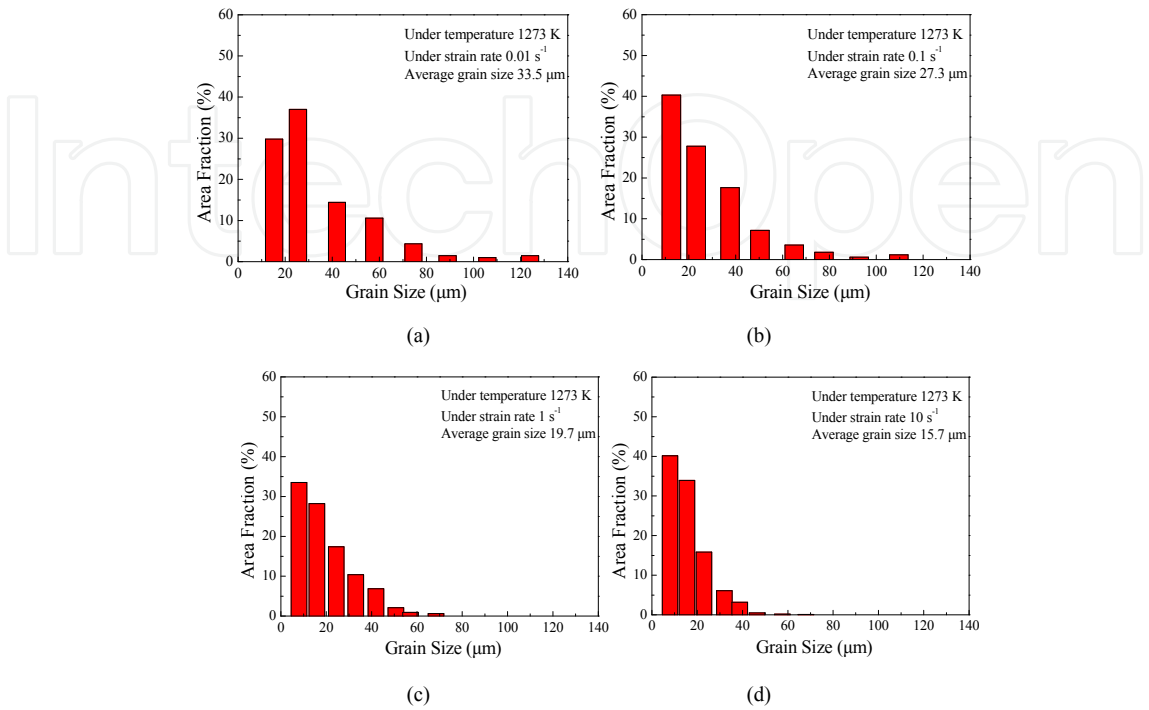 IntechOpen
60
50
40
30
20
10
0
Area Fraction (%)
Under temperature 1273 K
Under strain rate 0.01 s⁻¹
Average grain size 33.5 μm
0 20 40 60 80 100 120 140
Grain Size (μm)
(a)
60
50
40
30
20
10
0
Area Fraction (%)
Under temperature 1273 K
Under strain rate 0.1 s⁻¹
Average grain size 27.3 μm
0 20 40 60 80 100 120 140
Grain Size (μm)
(b)
60
50
40
30
20
10
0
Area Fraction (%)
Under temperature 1273 K
Under strain rate 1 s⁻¹
Average grain size 19.7 μm
0 20 40 60 80 100 120 140
Grain Size (μm)
(c)
60
50
40
30
20
10
0
Area Fraction (%)
Under temperature 1273 K
Under strain rate 10 s⁻¹
Average grain size 15.7 μm
0 20 40 60 80 100 120 140
Grain Size (μm)
(d)